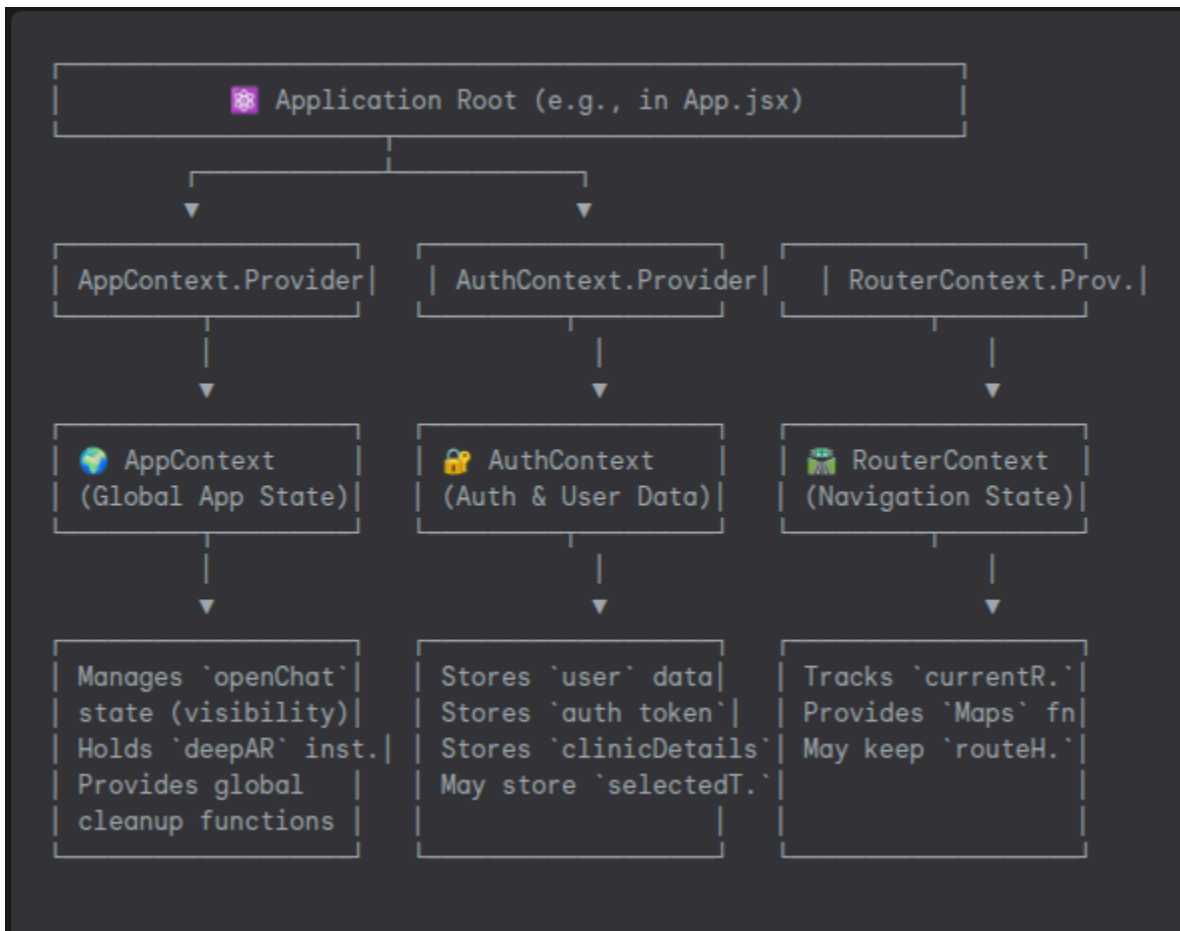 ⚛️ Application Root (e.g., in App.jsx)
AppContext.Provider
AuthContext.Provider
RouterContext.Prov.
🌍 AppContext
(Global App State)
🔐 AuthContext
(Auth & User Data)
🛣️ RouterContext
(Navigation State)
Manages `openChat`
state (visibility)
Holds `deepAR` inst.
Provides global
cleanup functions
Stores `user` data
Stores `auth token`
Stores `clinicDetails`
May store `selectedT.`
Tracks `currentR.`
Provides `Maps` fn
May keep `routeH.`